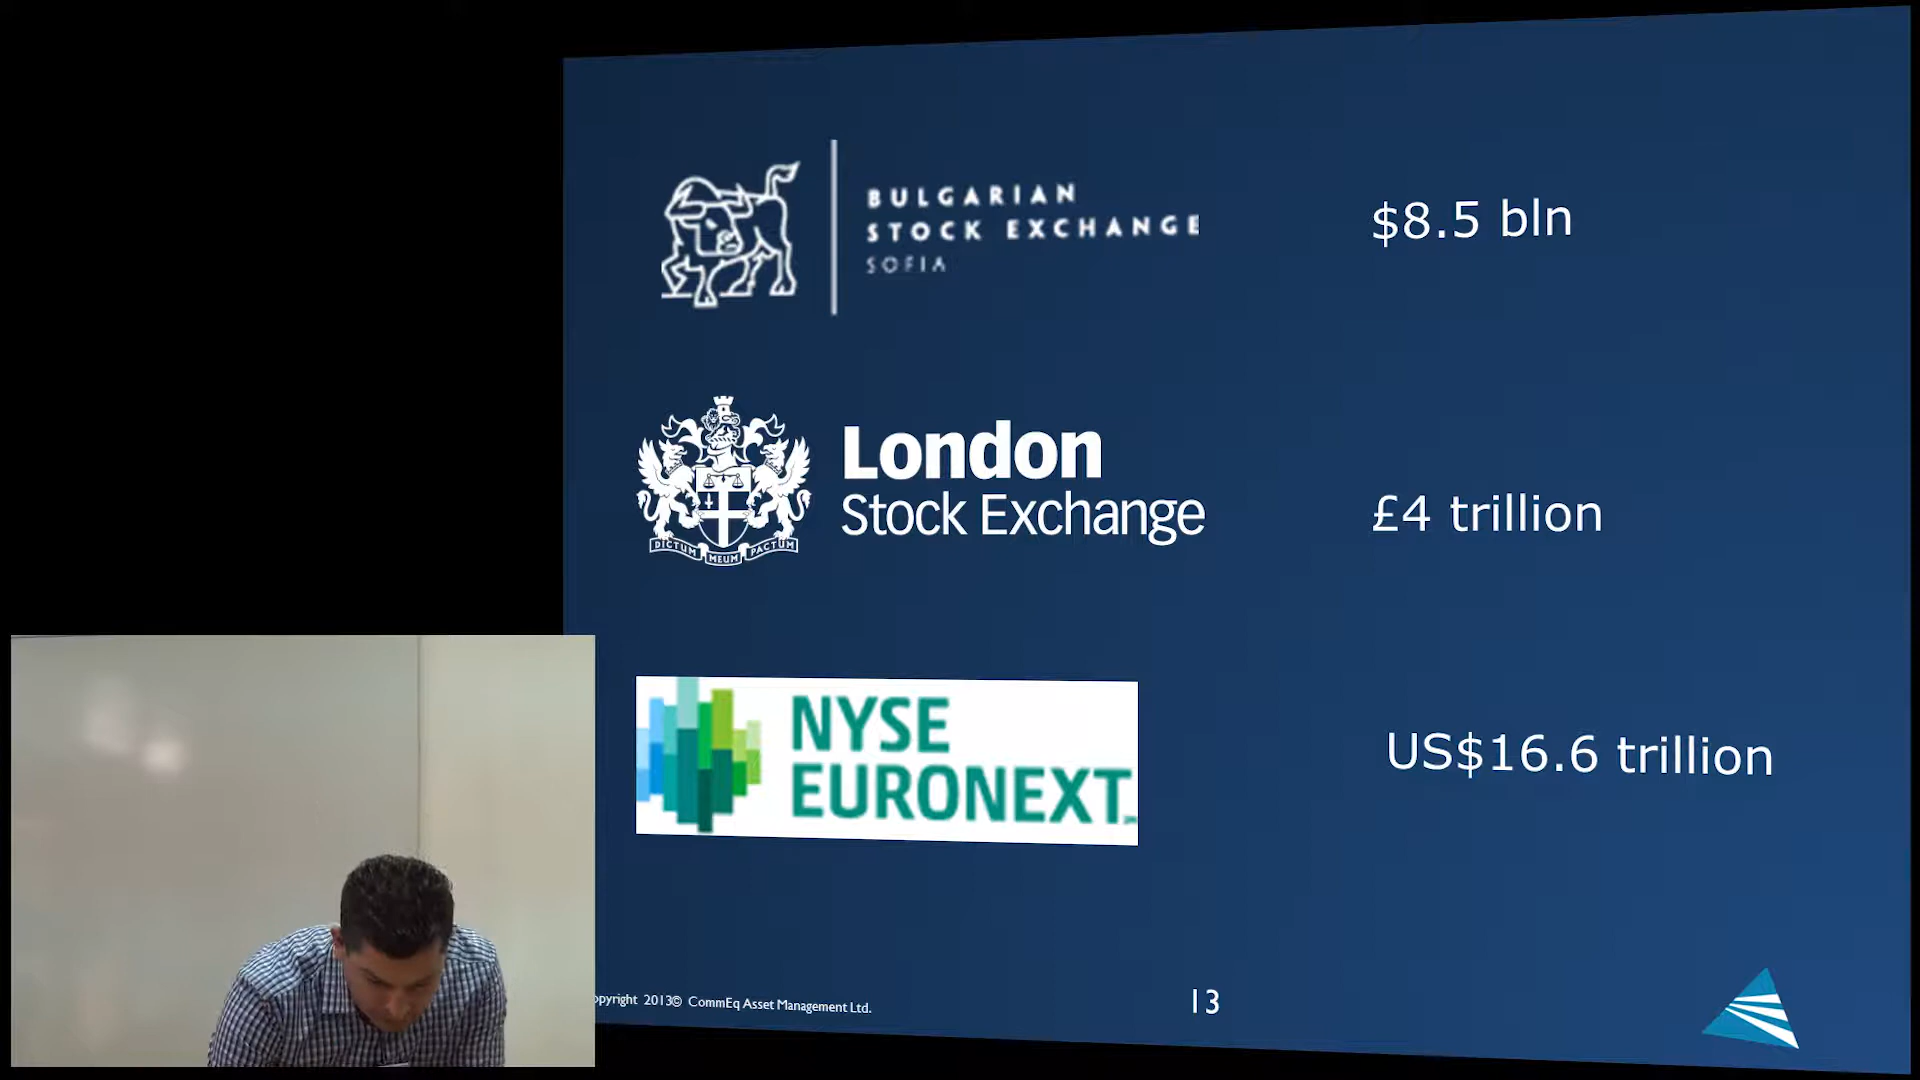 BULGARIAN
STOCK EXCHANGE
SOFIA
$8.5 bln
London
Stock Exchange
DICTUM MEUM PACTUM
£4 trillion
NYSE
EURONEXT
US$16.6 trillion
opyright 2013© CommEq Asset Management Ltd.
13